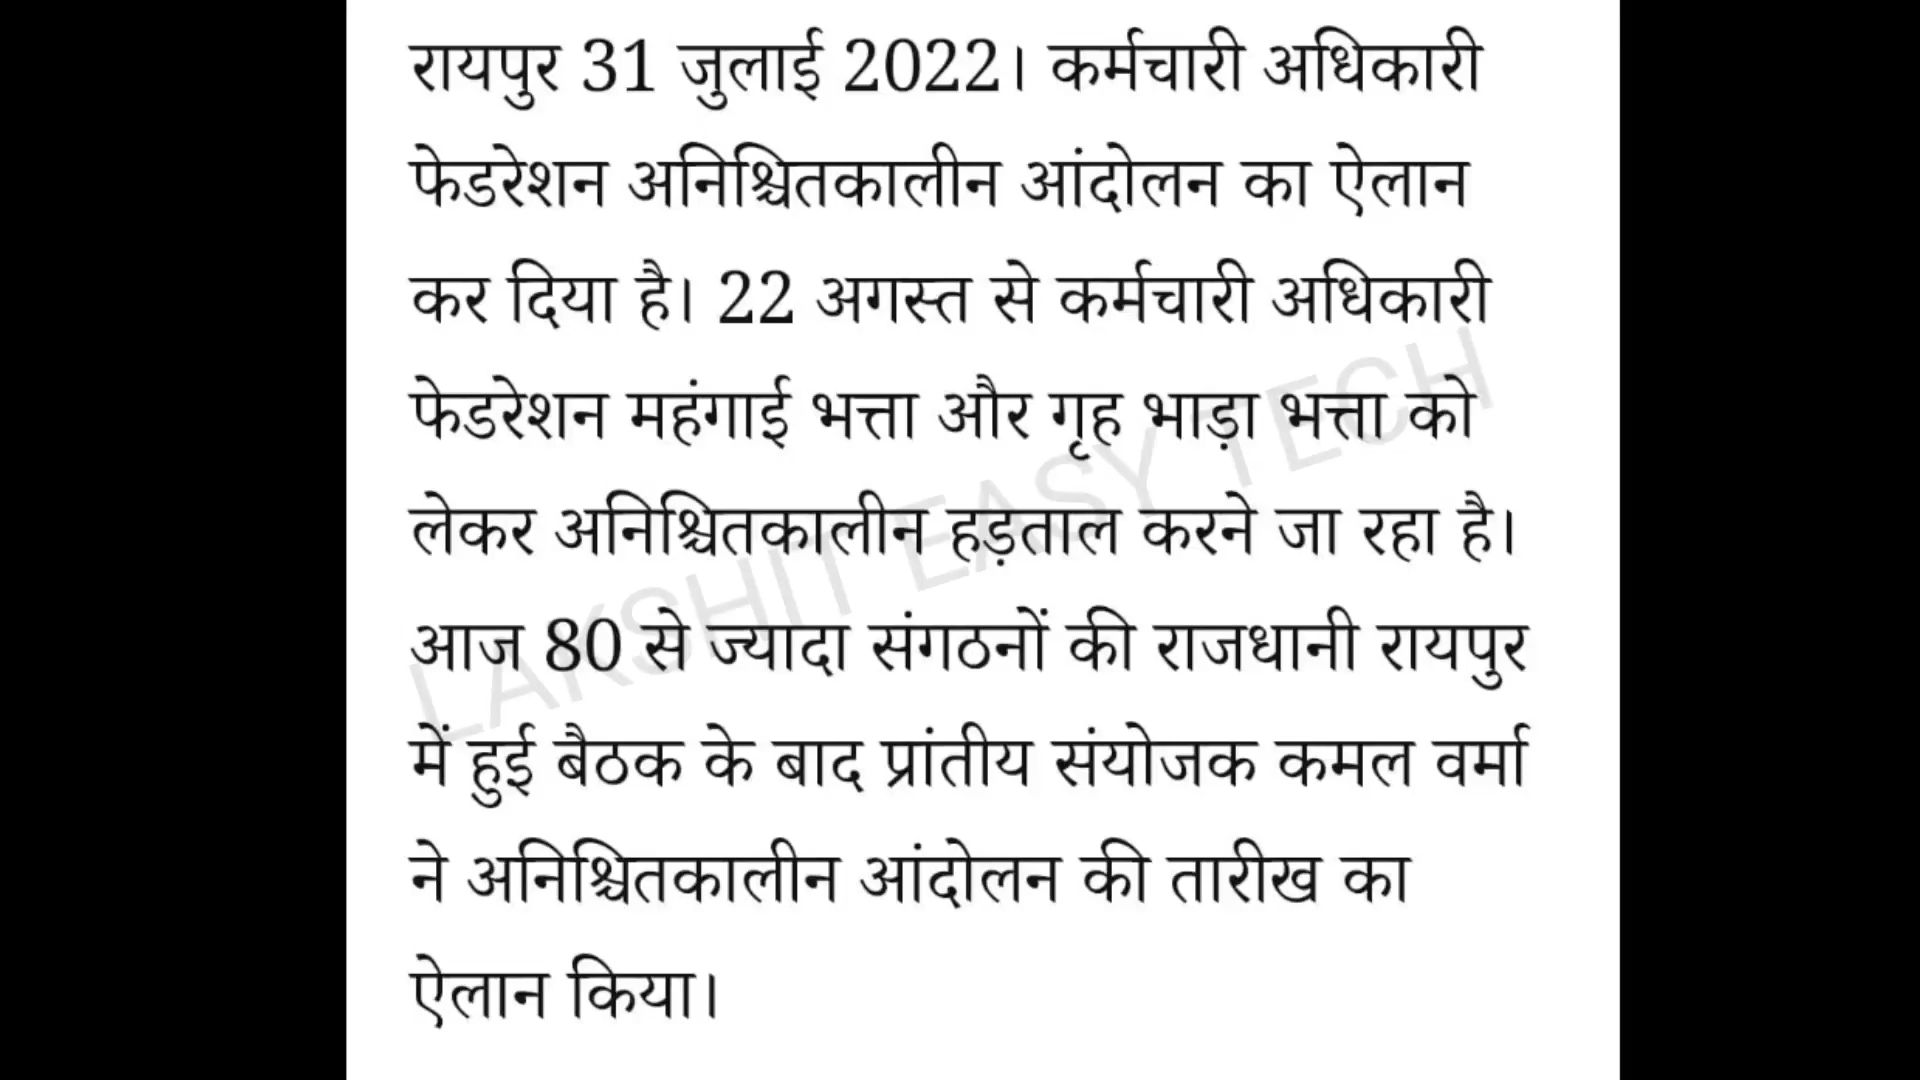 रायपुर 31 जुलाई 2022। कर्मचारी अधिकारी
फेडरेशन अनिश्चितकालीन आंदोलन का ऐलान
कर दिया है। 22 अगस्त से कर्मचारी अधिकारी
फेडरेशन महंगाई भत्ता और गृह भाड़ा भत्ता को
लेकर अनिश्चितकालीन हड़ताल करने जा रहा है।
आज 80 से ज्यादा संगठनों की राजधानी रायपुर
में हुई बैठक के बाद प्रांतीय संयोजक कमल वर्मा
ने अनिश्चितकालीन आंदोलन की तारीख का
ऐलान किया।
LAKSHIT EASY TECH